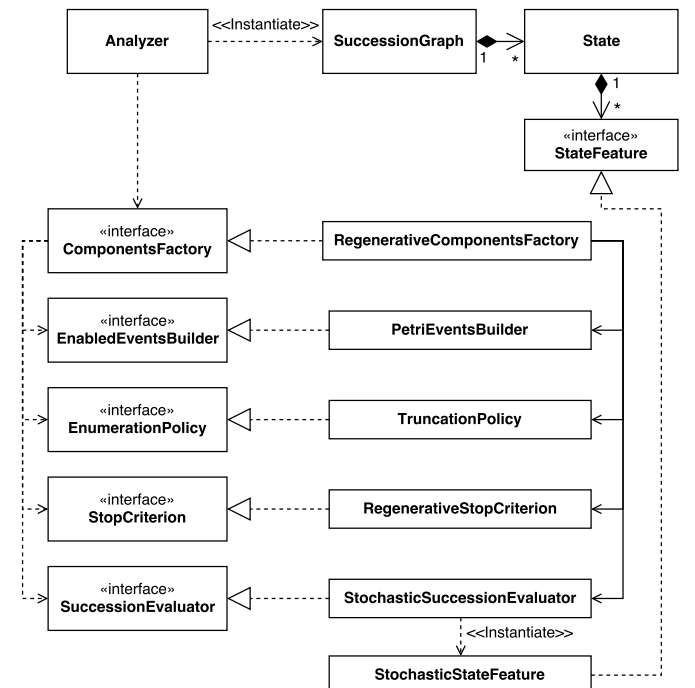 <<Instantiate>>
Analyzer
SuccessionGraph
State
1
*
1
*
«interface»
StateFeature
«interface»
ComponentsFactory
RegenerativeComponentsFactory
«interface»
EnabledEventsBuilder
PetriEventsBuilder
«interface»
EnumerationPolicy
TruncationPolicy
«interface»
StopCriterion
RegenerativeStopCriterion
«interface»
SuccessionEvaluator
StochasticSuccessionEvaluator
<<Instantiate>>
StochasticStateFeature